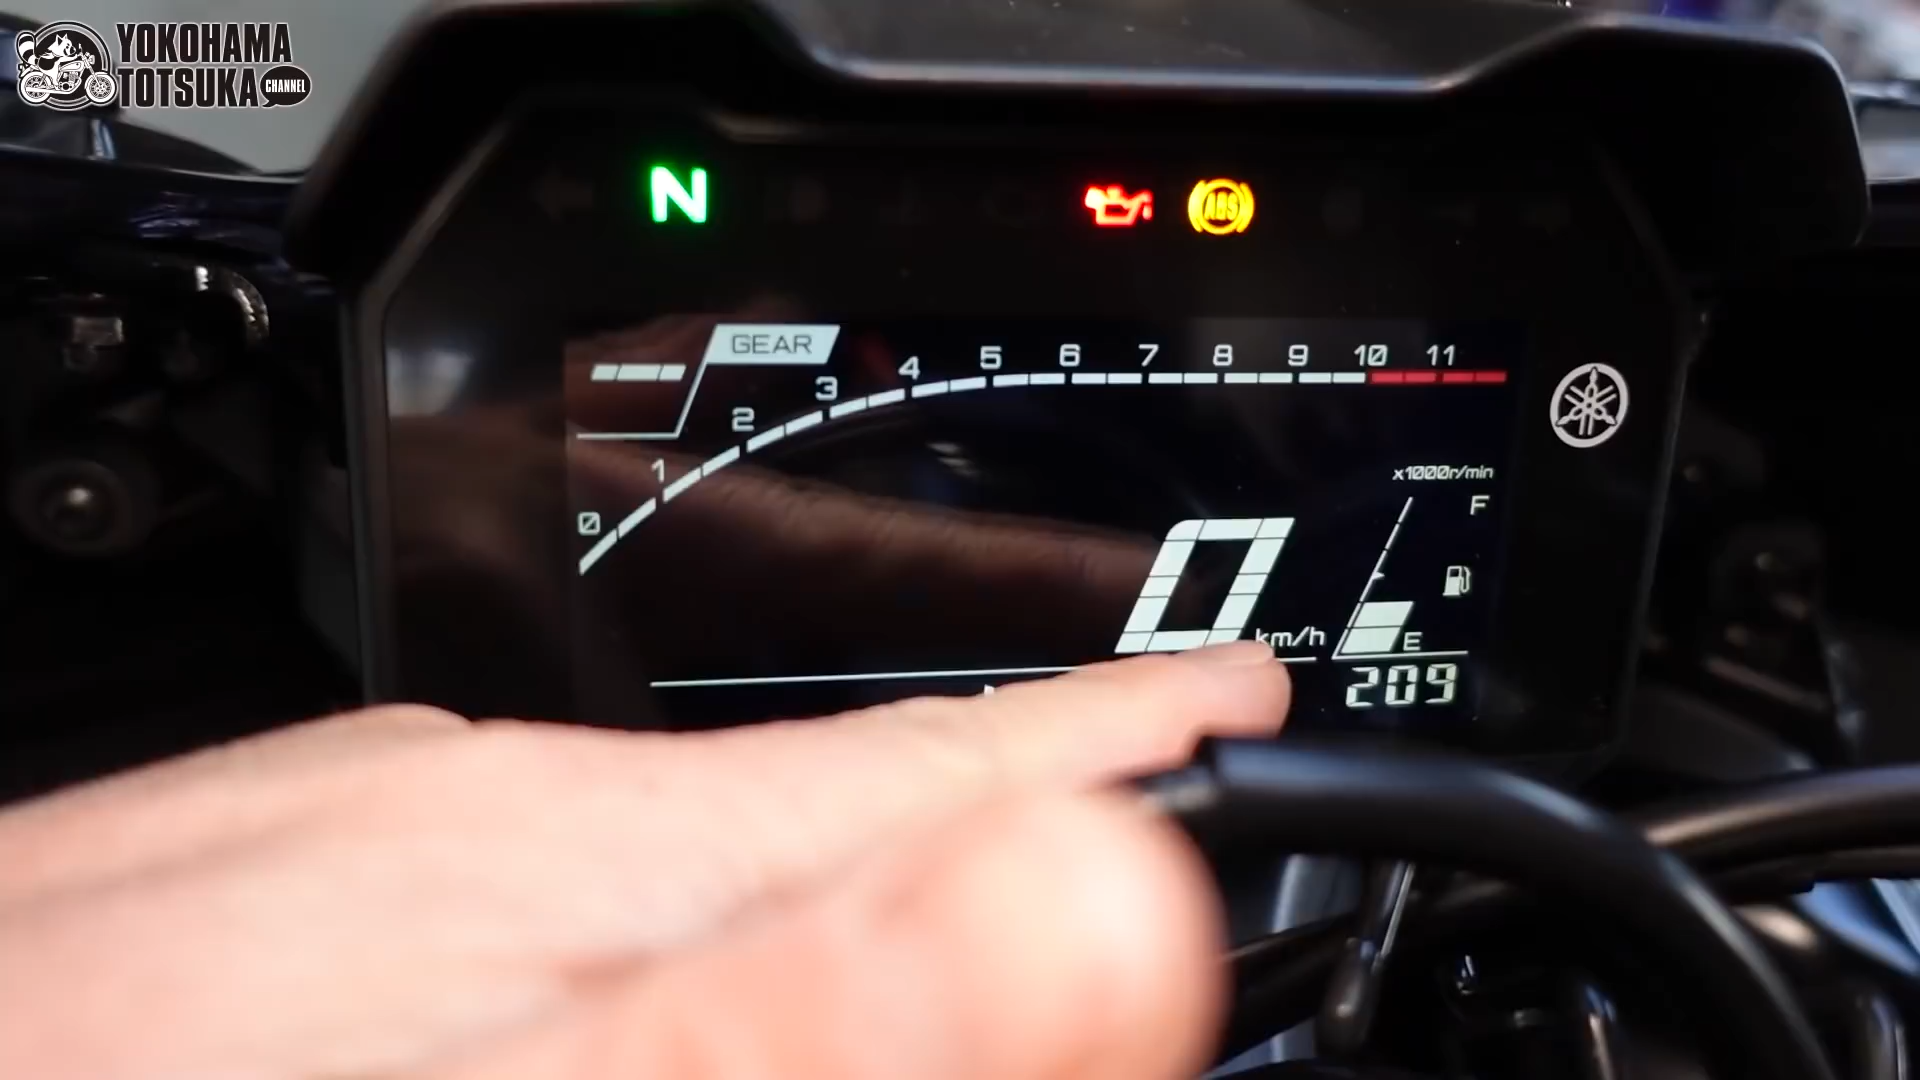 YOKOHAMA
TOTSUKA
CHANNEL
N
ABS
GEAR
0 1 2 3 4 5 6 7 8 9 10 11
x1000r/min
F
0 km/h
E
209